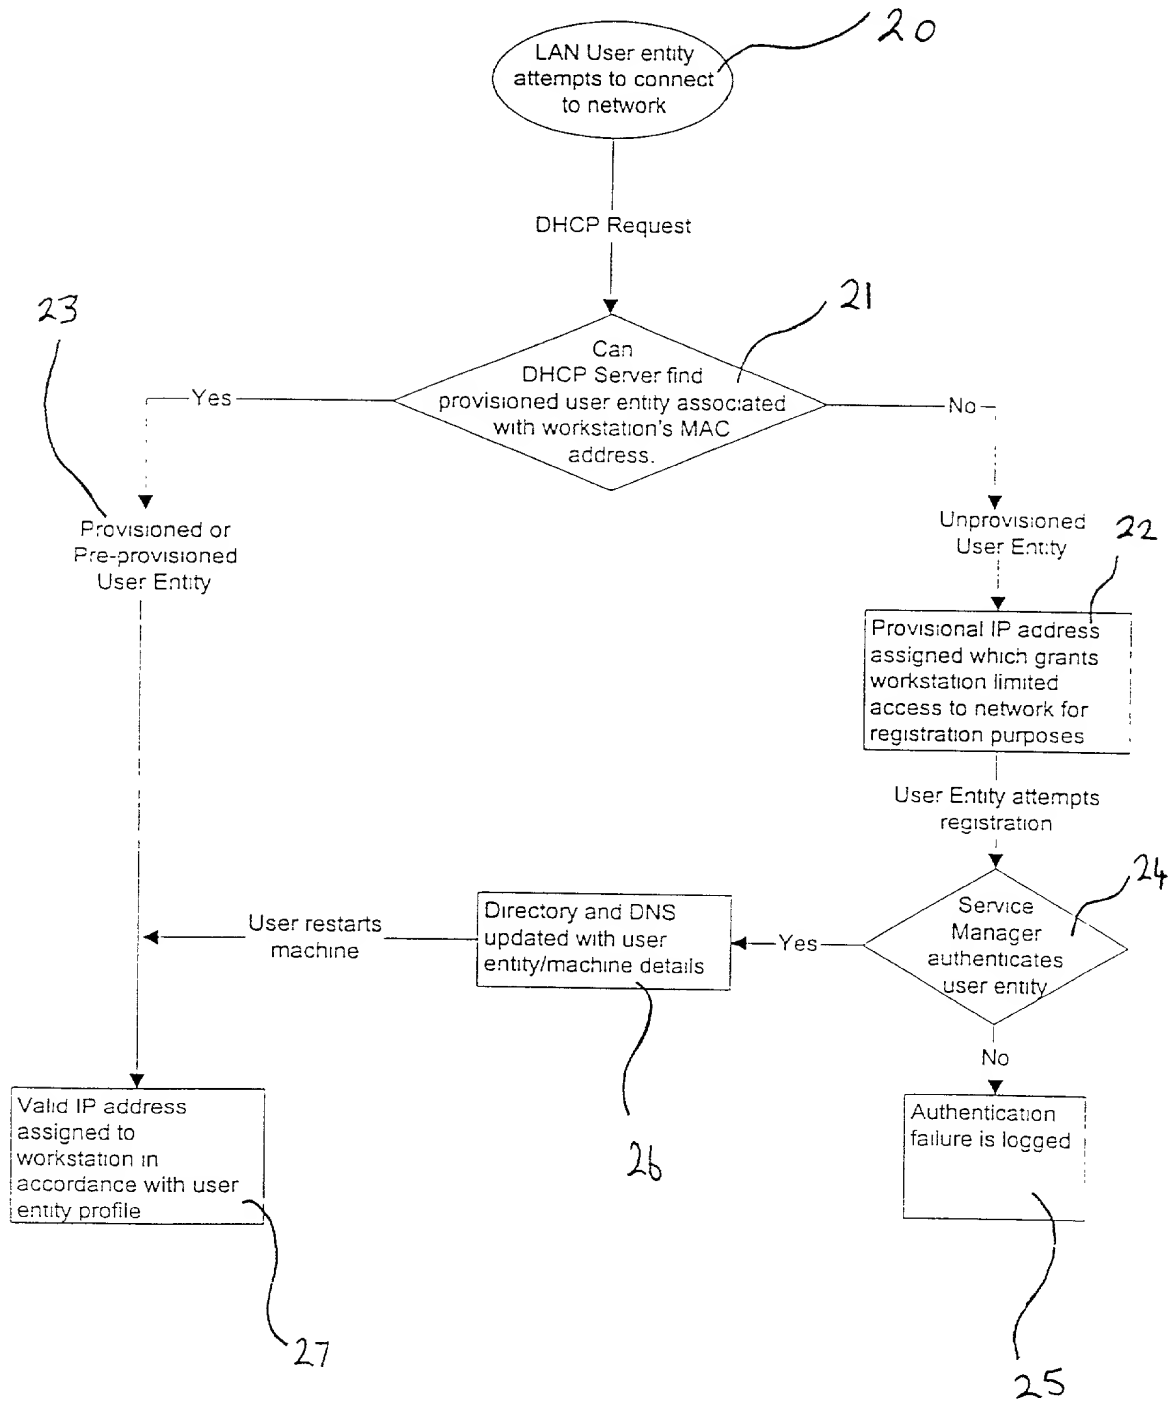 20
LAN User entity
attempts to connect
to network
DHCP Request
21
23
Can
DHCP Server find
provisioned user entity associated
with workstation's MAC
address.
Yes
No
Provisioned or
Pre-provisioned
User Entity
Unprovisioned
User Entity
22
Provisional IP address
assigned which grants
workstation limited
access to network for
registration purposes
User Entity attempts
registration
24
Service
Manager
authenticates
user entity
Yes
Directory and DNS
updated with user
entity/machine details
User restarts
machine
No
26
Valid IP address
assigned to
workstation in
accordance with user
entity profile
Authentication
failure is logged
27
25